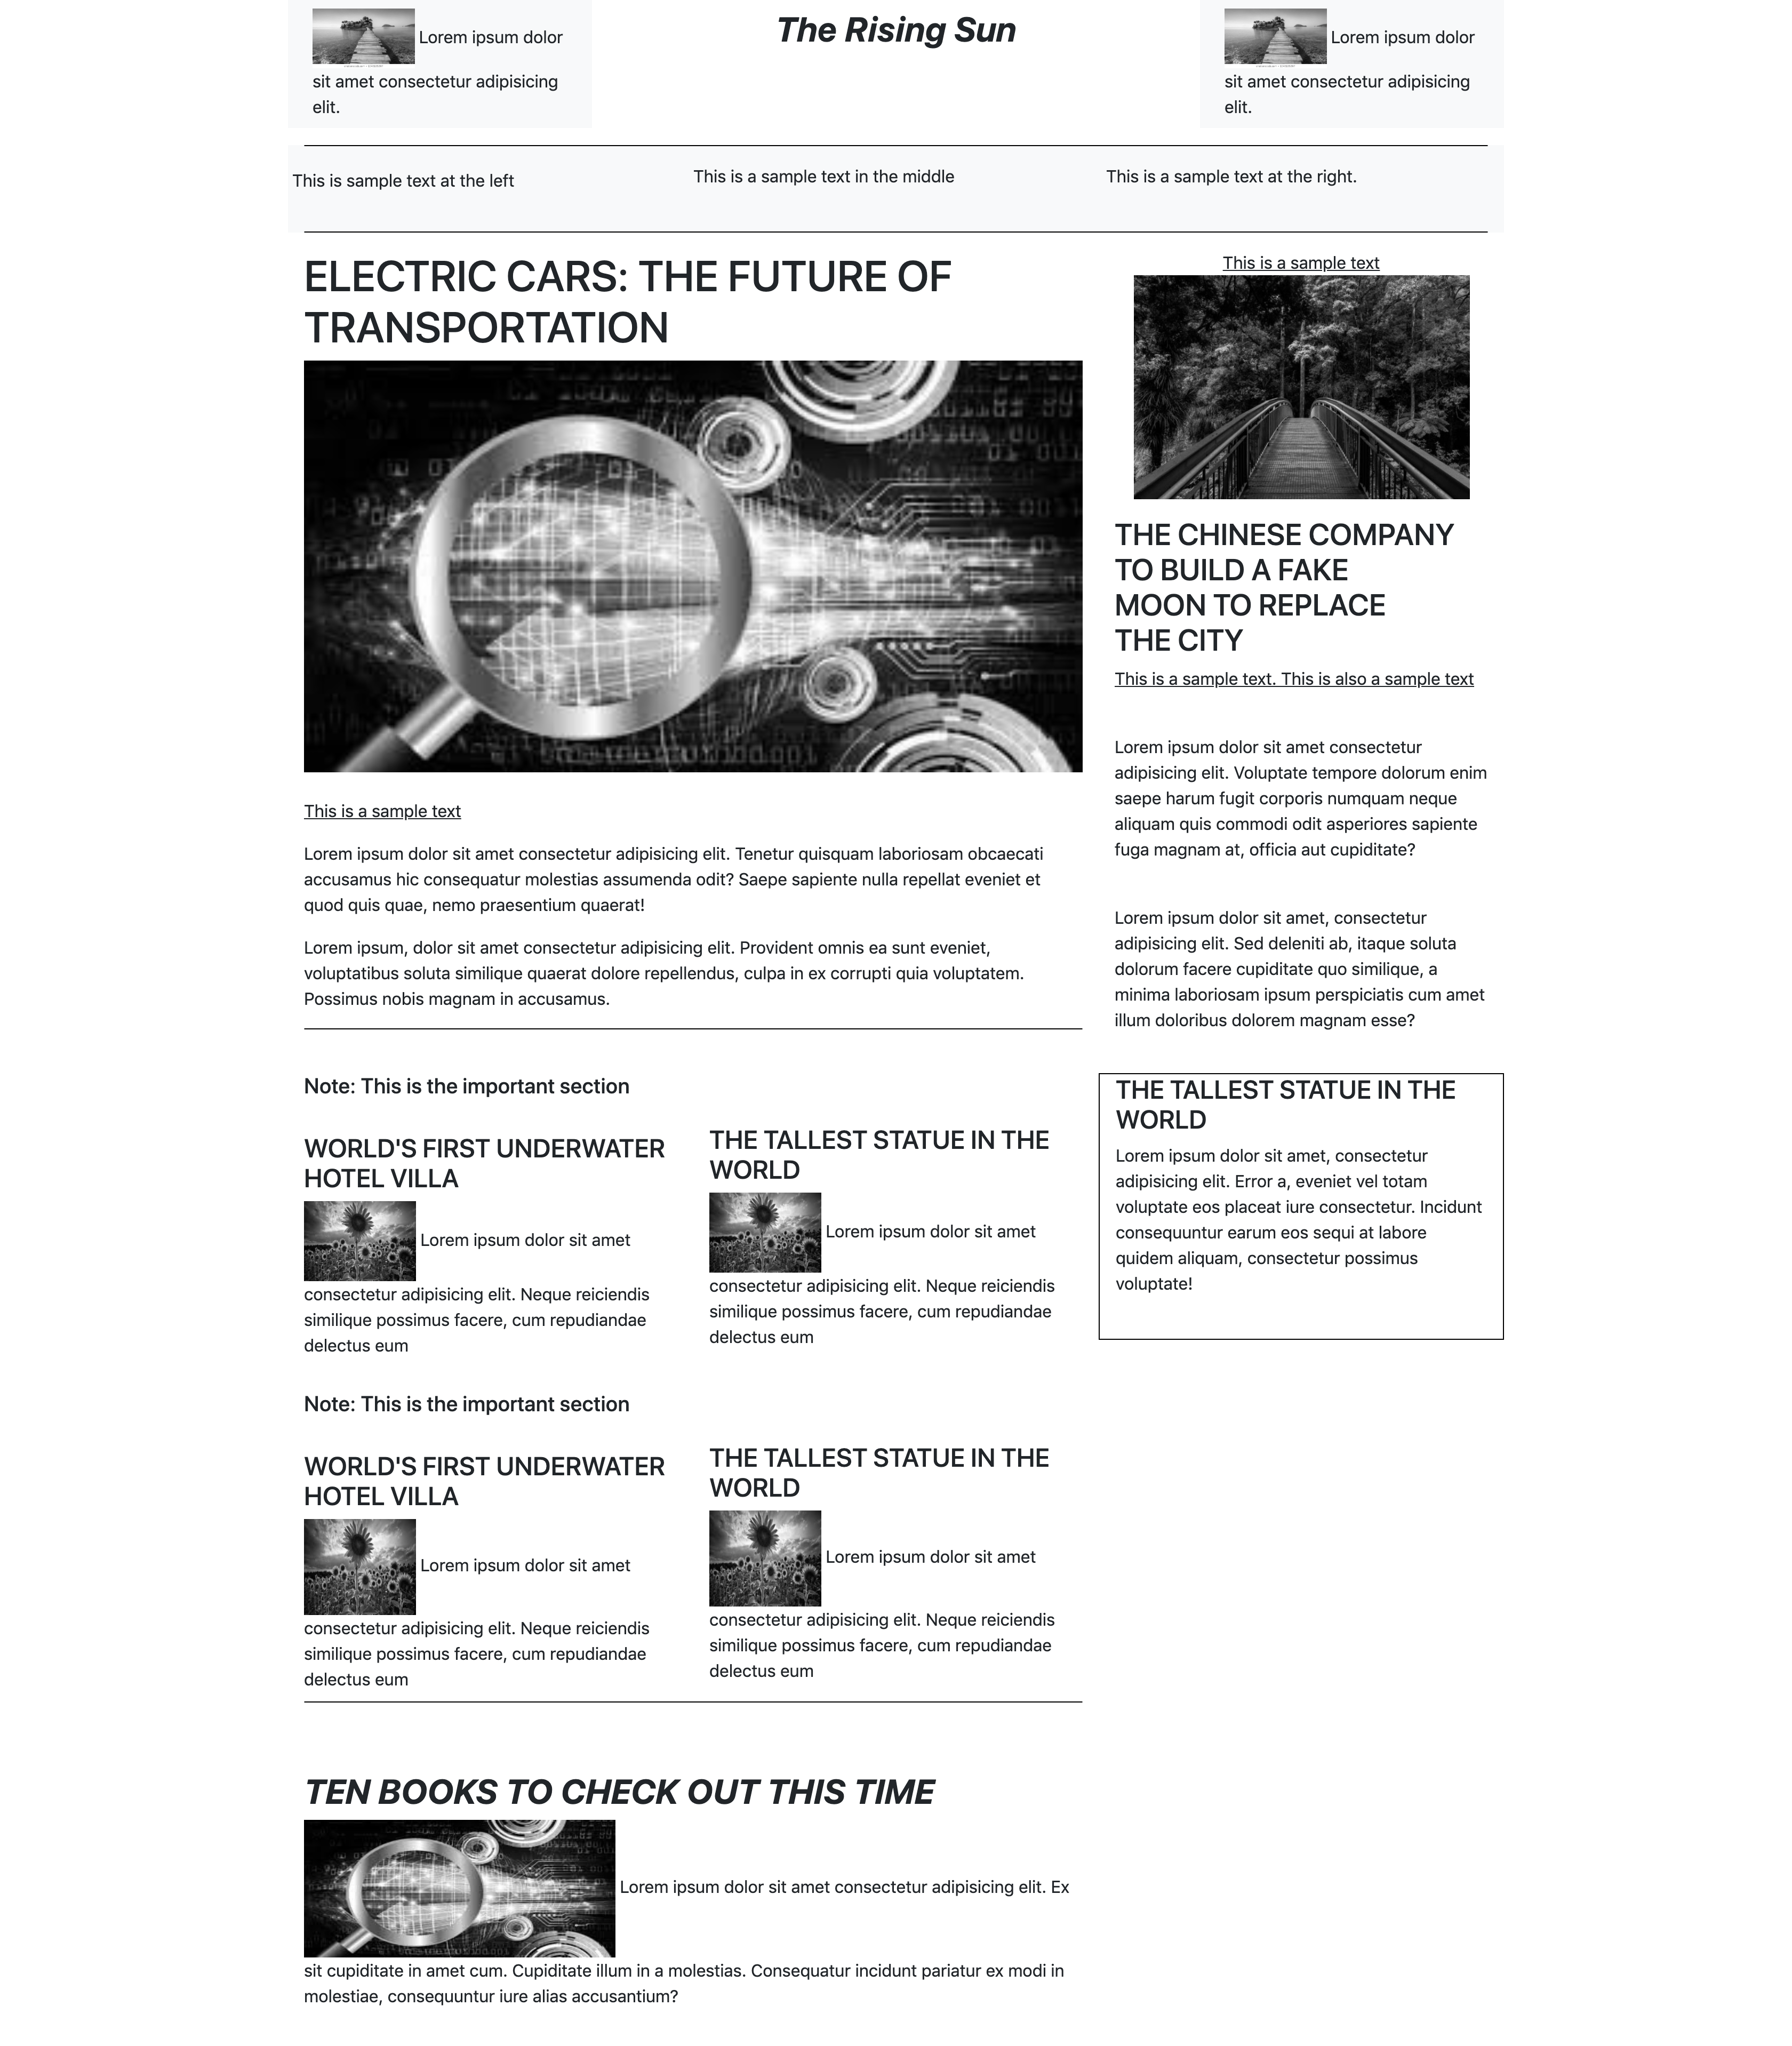 Lorem ipsum dolor
sit amet consectetur adipisicing
elit.
The Rising Sun
Lorem ipsum dolor
sit amet consectetur adipisicing
elit.
This is sample text at the left
This is a sample text in the middle
This is a sample text at the right.
ELECTRIC CARS: THE FUTURE OF
TRANSPORTATION
This is a sample text
Lorem ipsum dolor sit amet consectetur adipisicing elit. Tenetur quisquam laboriosam obcaecati
accusamus hic consequatur molestias assumenda odit? Saepe sapiente nulla repellat eveniet et
quod quis quae, nemo praesentium quaerat!
Lorem ipsum, dolor sit amet consectetur adipisicing elit. Provident omnis ea sunt eveniet,
voluptatibus soluta similique quaerat dolore repellendus, culpa in ex corrupti quia voluptatem.
Possimus nobis magnam in accusamus.
Note: This is the important section
WORLD'S FIRST UNDERWATER
HOTEL VILLA
Lorem ipsum dolor sit amet
consectetur adipisicing elit. Neque reiciendis
similique possimus facere, cum repudiandae
delectus eum
THE TALLEST STATUE IN THE
WORLD
Lorem ipsum dolor sit amet
consectetur adipisicing elit. Neque reiciendis
similique possimus facere, cum repudiandae
delectus eum
Note: This is the important section
WORLD'S FIRST UNDERWATER
HOTEL VILLA
Lorem ipsum dolor sit amet
consectetur adipisicing elit. Neque reiciendis
similique possimus facere, cum repudiandae
delectus eum
THE TALLEST STATUE IN THE
WORLD
Lorem ipsum dolor sit amet
consectetur adipisicing elit. Neque reiciendis
similique possimus facere, cum repudiandae
delectus eum
TEN BOOKS TO CHECK OUT THIS TIME
Lorem ipsum dolor sit amet consectetur adipisicing elit. Ex
sit cupiditate in amet cum. Cupiditate illum in a molestias. Consequatur incidunt pariatur ex modi in
molestiae, consequuntur iure alias accusantium?
This is a sample text
THE CHINESE COMPANY
TO BUILD A FAKE
MOON TO REPLACE
THE CITY
This is a sample text. This is also a sample text
Lorem ipsum dolor sit amet consectetur
adipisicing elit. Voluptate tempore dolorum enim
saepe harum fugit corporis numquam neque
aliquam quis commodi odit asperiores sapiente
fuga magnam at, officia aut cupiditate?
Lorem ipsum dolor sit amet, consectetur
adipisicing elit. Sed deleniti ab, itaque soluta
dolorum facere cupiditate quo similique, a
minima laboriosam ipsum perspiciatis cum amet
illum doloribus dolorem magnam esse?
THE TALLEST STATUE IN THE
WORLD
Lorem ipsum dolor sit amet, consectetur
adipisicing elit. Error a, eveniet vel totam
voluptate eos placeat iure consectetur. Incidunt
consequuntur earum eos sequi at labore
quidem aliquam, consectetur possimus
voluptate!